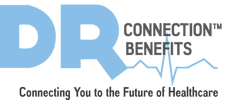 DR CONNECTION™
BENEFITS
Connecting You to the Future of Healthcare